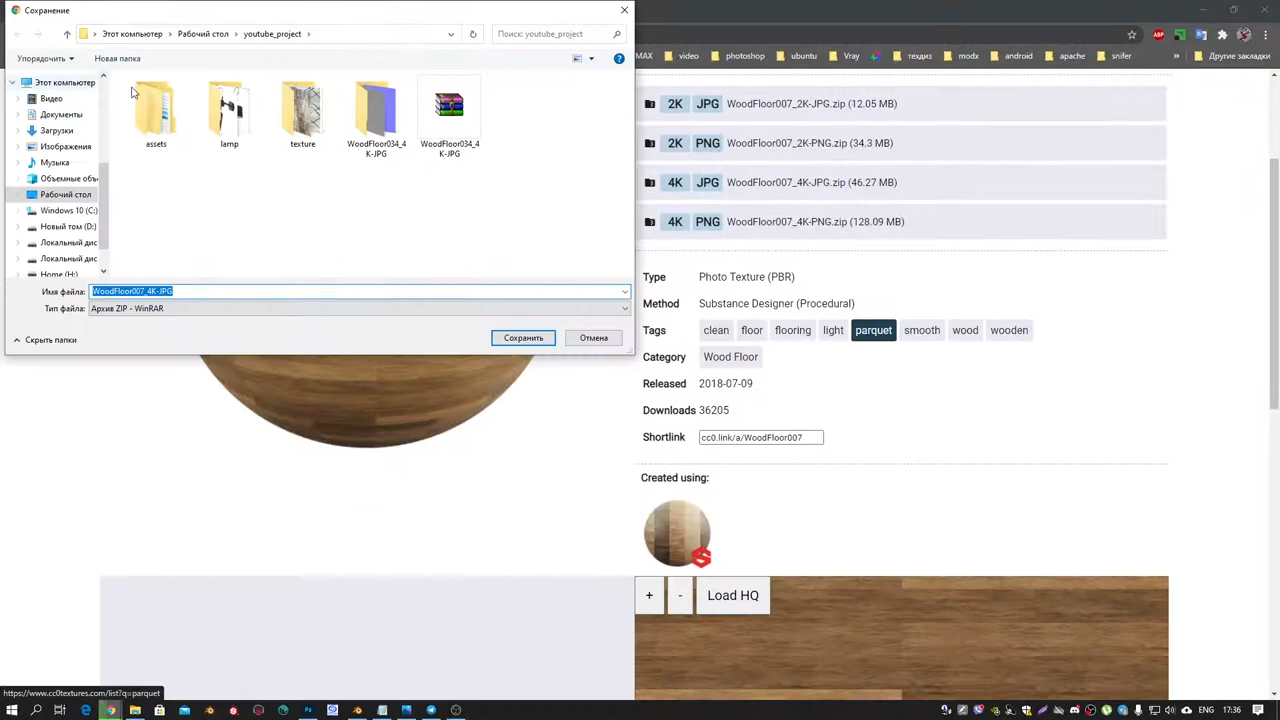 Сохранение
Этот компьютер
Рабочий стол
youtube_project
Поиск: youtube_project
Упорядочить
Новая папка
Этот компьютер
Видео
Документы
Загрузки
Изображения
Музыка
Объемные объ
Рабочий стол
Windows 10 (C:)
Новый том (D:)
Локальный дис
Локальный дис
Home (H:)
assets
lamp
texture
WoodFloor034_4
K-JPG
WoodFloor034_4
K-JPG
Имя файла:
WoodFloor007_4K-JPG
Тип файла:
Архив ZIP - WinRAR
Скрыть папки
Сохранить
Отмена
ABP
MAX
video
photoshop
Vray
техдиз
modx
joomla
apache
snifer
Другие закладки
2K JPG WoodFloor007_2K-JPG.zip (12.05 MB)
2K PNG WoodFloor007_2K-PNG.zip (34.3 MB)
4K JPG WoodFloor007_4K-JPG.zip (46.27 MB)
4K PNG WoodFloor007_4K-PNG.zip (128.09 MB)
Type Photo Texture (PBR)
Method Substance Designer (Procedural)
Tags clean floor flooring light parquet smooth wood wooden
Category Wood Floor
Released 2018-07-09
Downloads 36205
Shortlink cc0.link/a/WoodFloor007
Created using:
+ - Load HQ
https://www.cc0textures.com/list?q=parquet
ENG
17:36